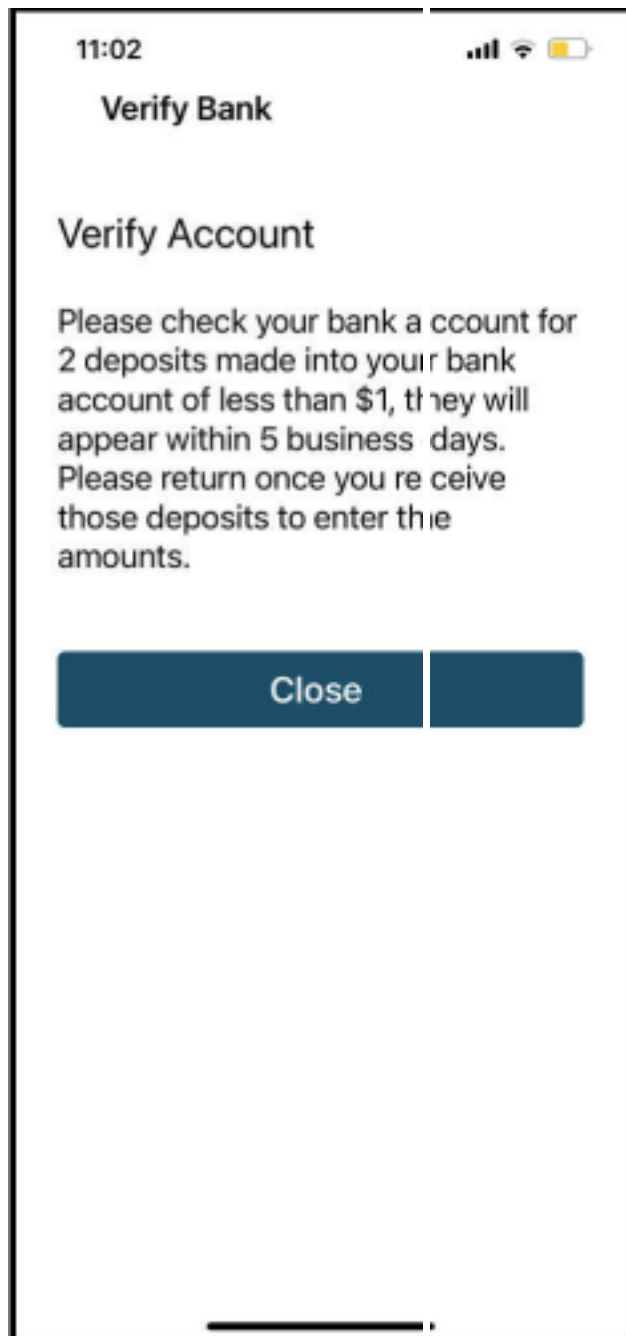 11:02
Verify Bank
Verify Account
Please check your bank account for
2 deposits made into your bank
account of less than $1, they will
appear within 5 business days.
Please return once you receive
those deposits to enter the
amounts.
Close